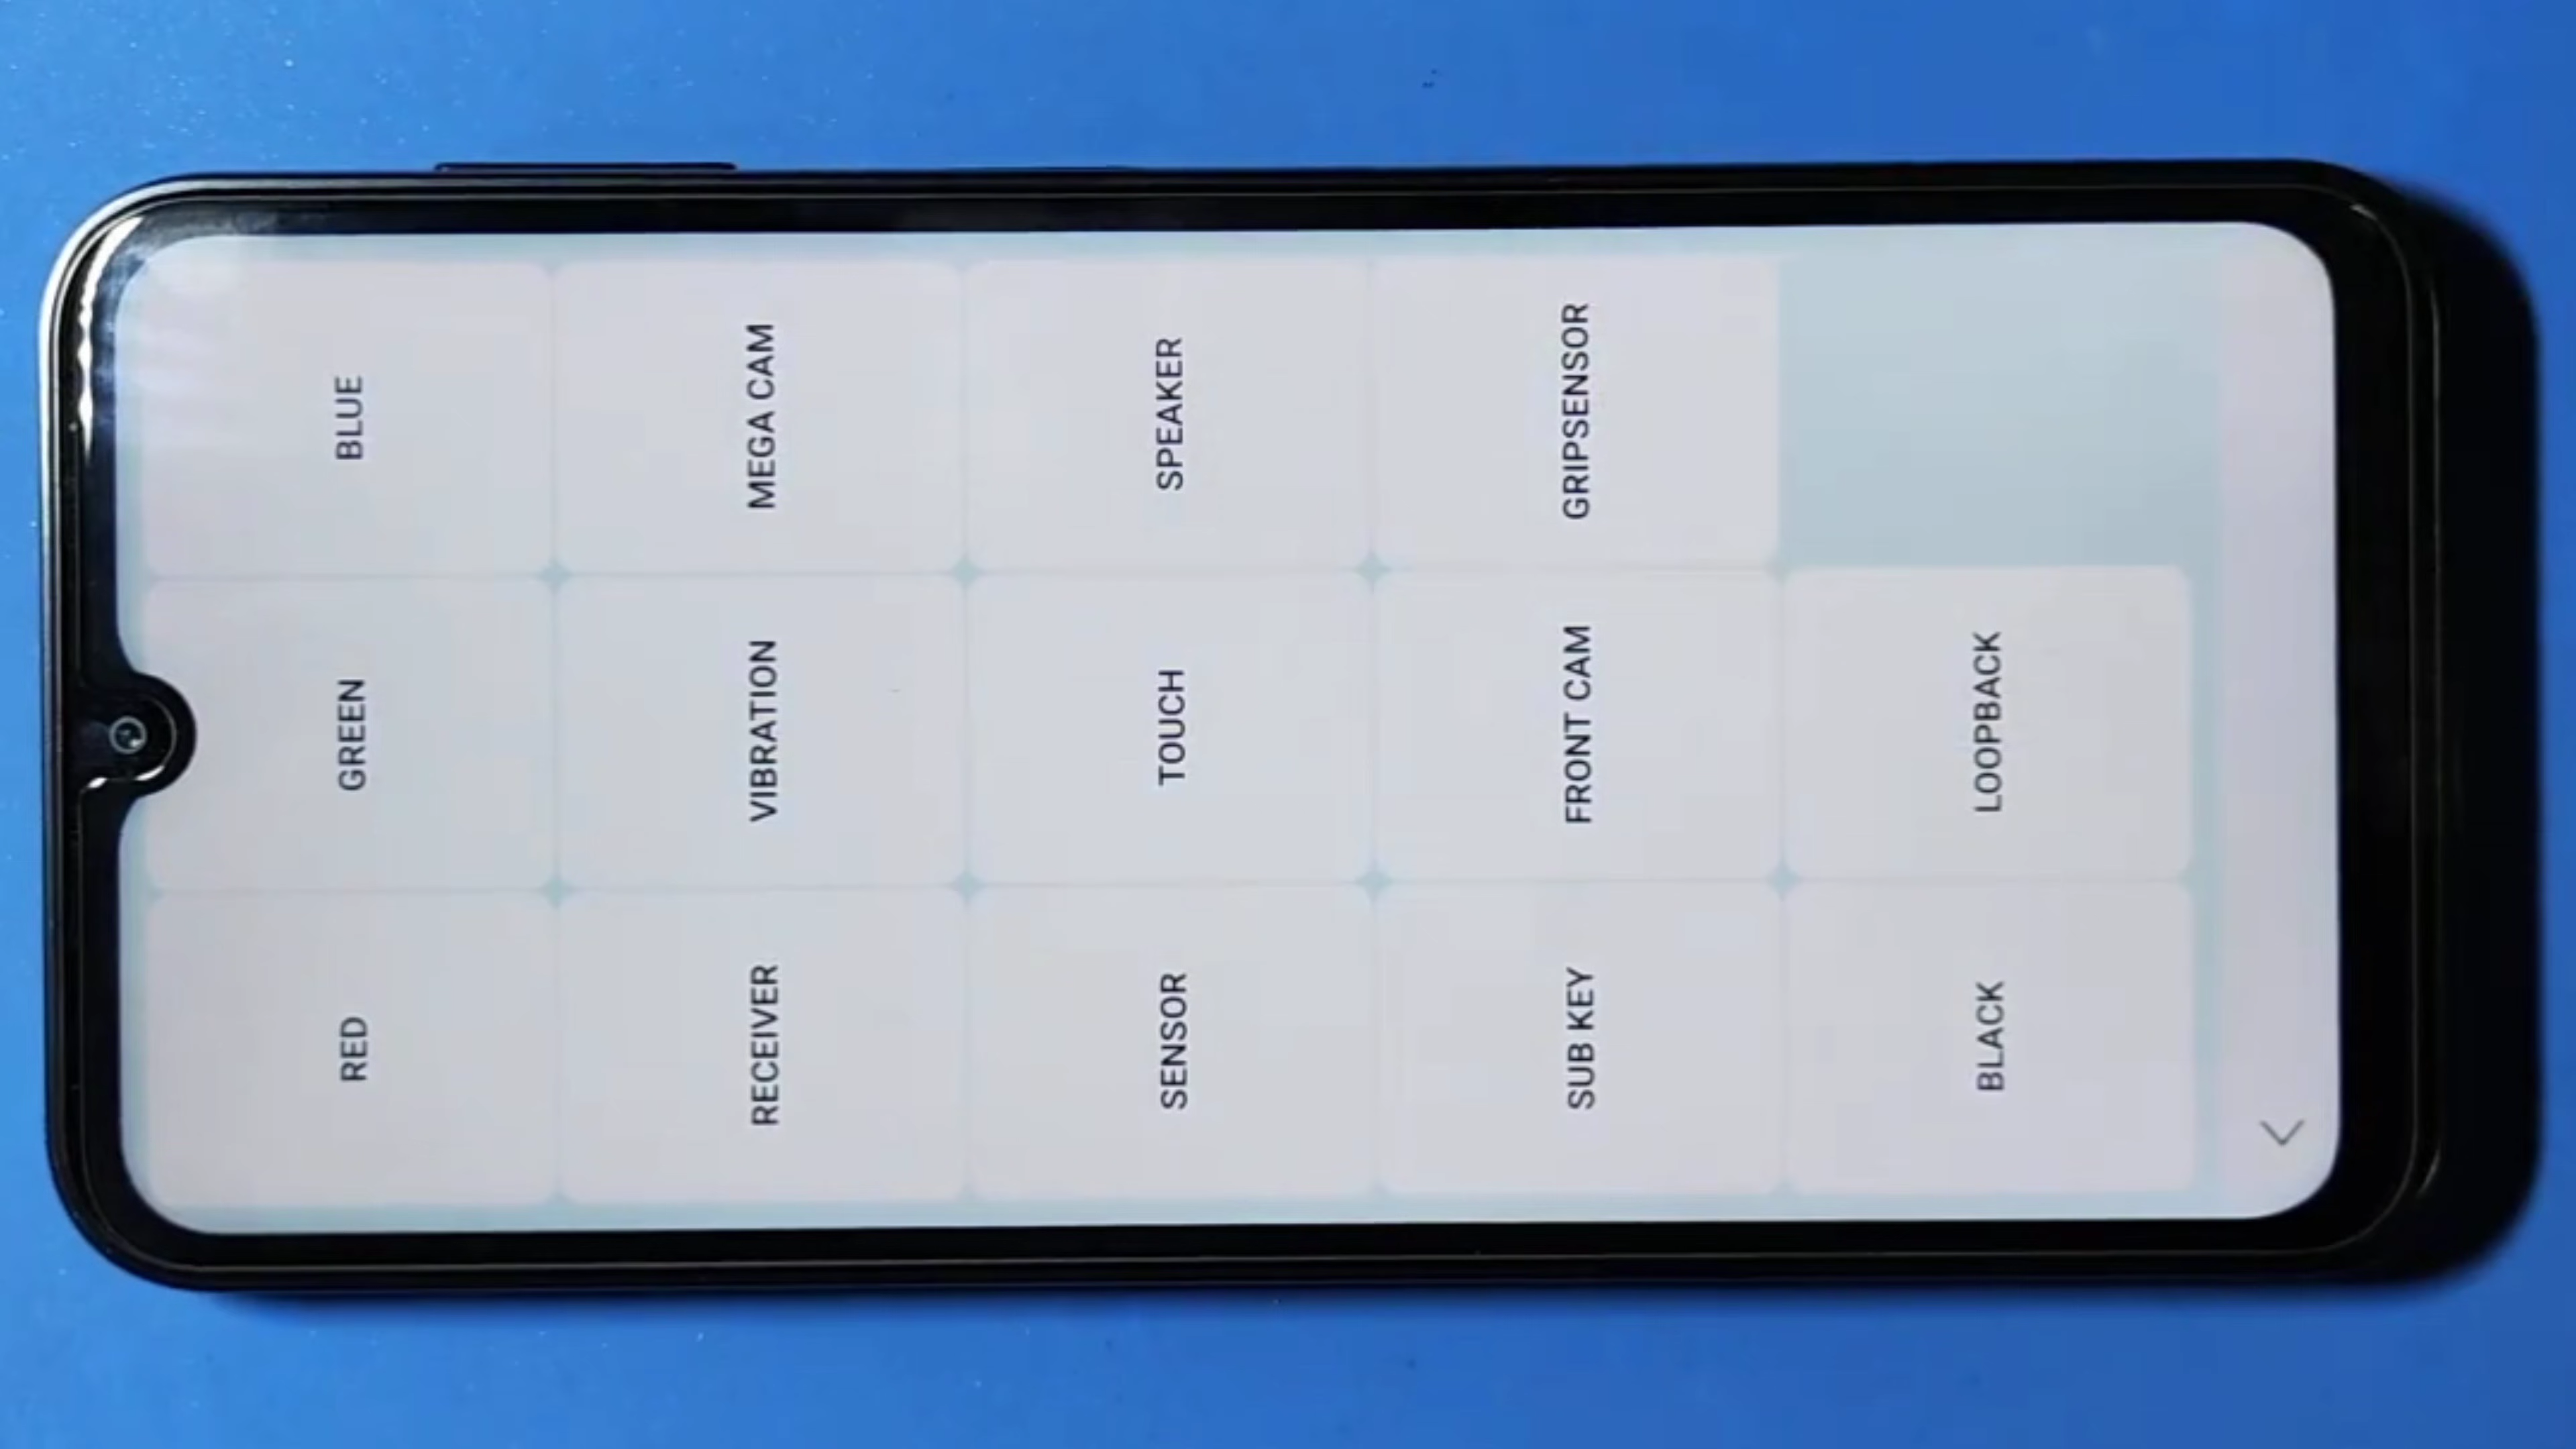 RED
GREEN
BLUE
RECEIVER
VIBRATION
MEGA CAM
SENSOR
TOUCH
SPEAKER
SUB KEY
FRONT CAM
GRIPSENSOR
BLACK
LOOPBACK